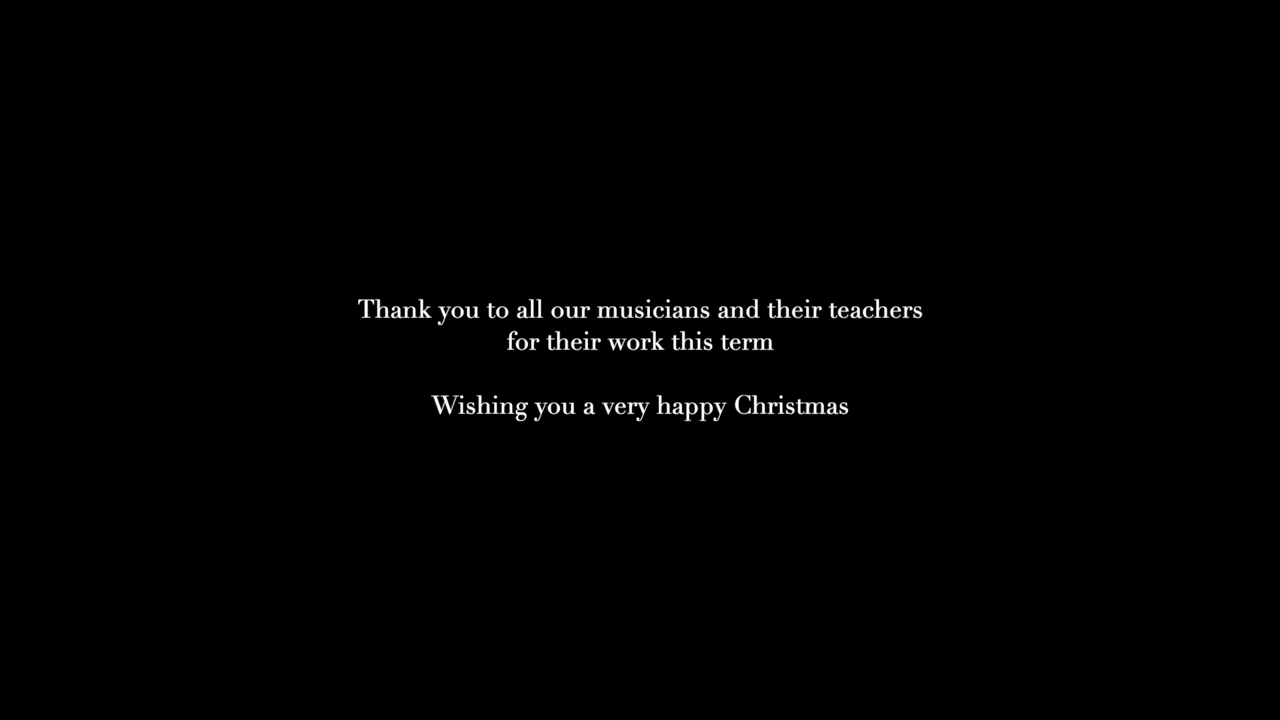 Thank you to all our musicians and their teachers
for their work this term
Wishing you a very happy Christmas